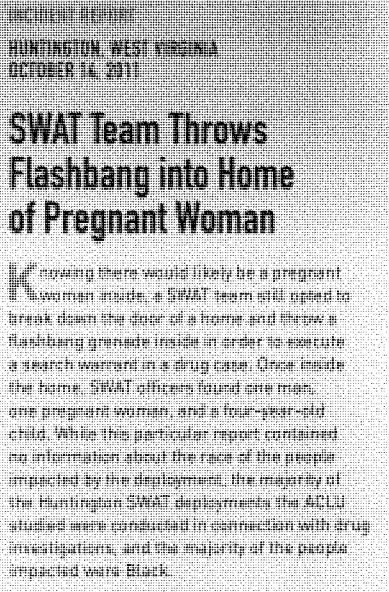 INCIDENT REPORT
HUNTINGTON, WEST VIRGINIA
OCTOBER 14, 2011
SWAT Team Throws
Flashbang into Home
of Pregnant Woman
Knowing there would likely be a pregnant
woman inside, a SWAT team still opted to
break down the door of a home and throw a
flashbang grenade inside in order to execute
a search warrant in a drug case. Once inside
the home, SWAT officers found one man,
one pregnant woman, and a four-year-old
child. While this particular report contained
no information about the race of the people
impacted by the deployment, the majority of
the Huntington SWAT deployments the ACLU
studied were conducted in connection with drug
investigations, and the majority of the people
impacted were Black.